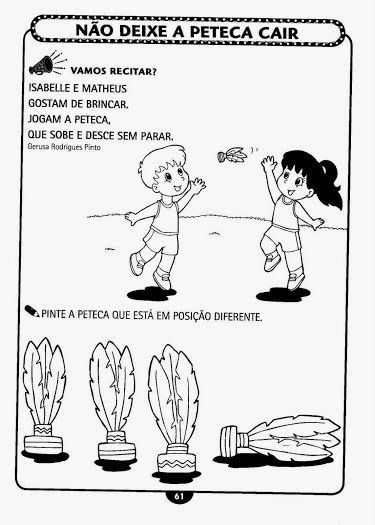 NÃO DEIXE A PETECA CAIR
VAMOS RECITAR?
ISABELLE E MATHEUS
GOSTAM DE BRINCAR.
JOGAM A PETECA,
QUE SOBE E DESCE SEM PARAR.
Gerusa Rodrigues Pinto
PINTE A PETECA QUE ESTÁ EM POSIÇÃO DIFERENTE.
61